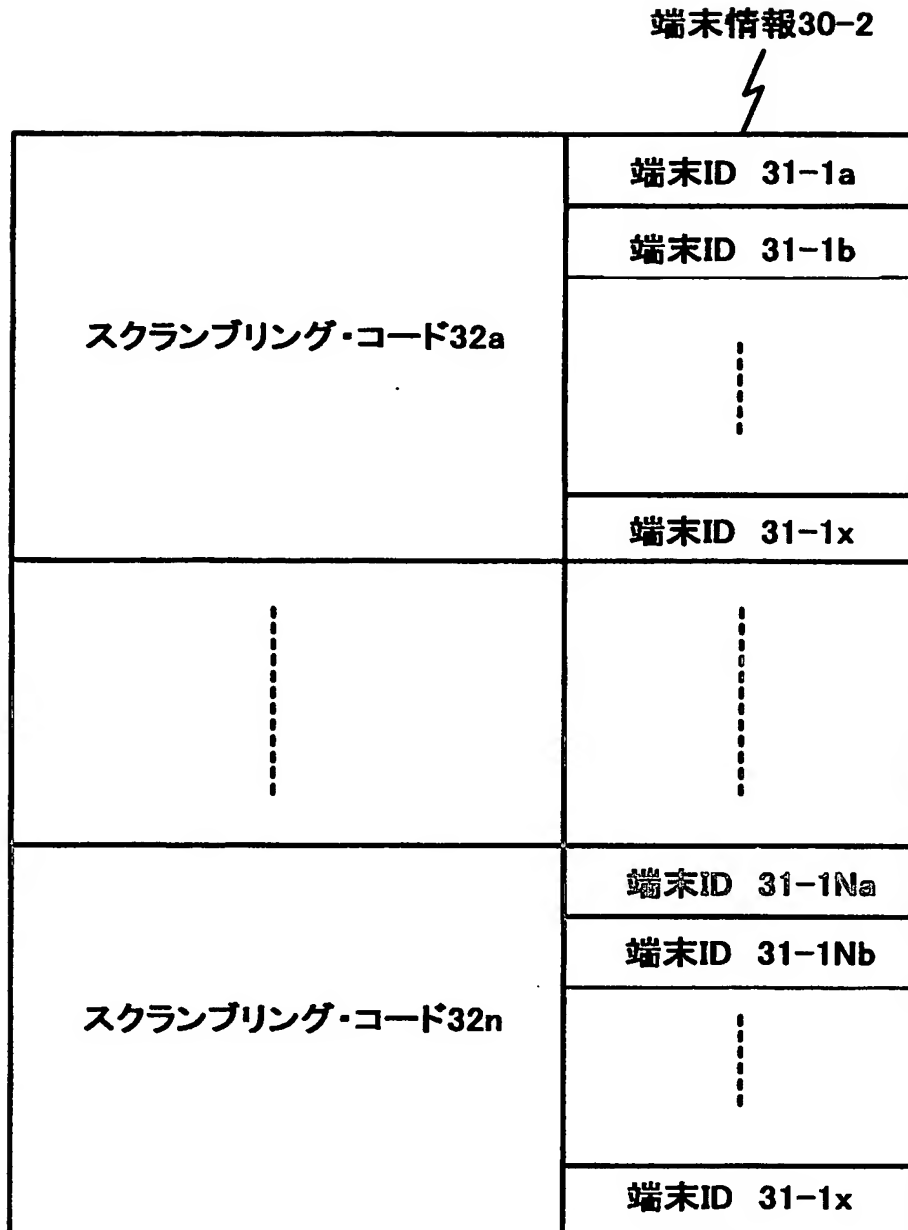 端末情報30-2
端末ID 31-1a
端末ID 31-1b
スクランブリング・コード32a
端末ID 31-1x
端末ID 31-1Na
端末ID 31-1Nb
スクランブリング・コード32n
端末ID 31-1x